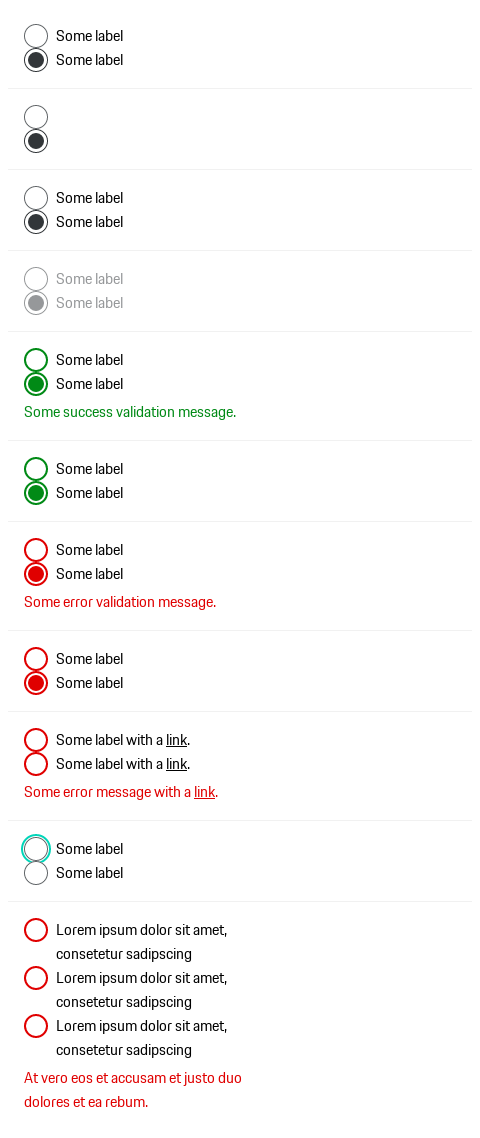 Some label
Some label
Some label
Some label
Some label
Some label
Some label
Some label
Some success validation message.
Some label
Some label
Some label
Some label
Some error validation message.
Some label
Some label
Some label with a link.
Some label with a link.
Some error message with a link.
Some label
Some label
Lorem ipsum dolor sit amet,
consetetur sadipscing
Lorem ipsum dolor sit amet,
consetetur sadipscing
Lorem ipsum dolor sit amet,
consetetur sadipscing
At vero eos et accusam et justo duo
dolores et ea rebum.